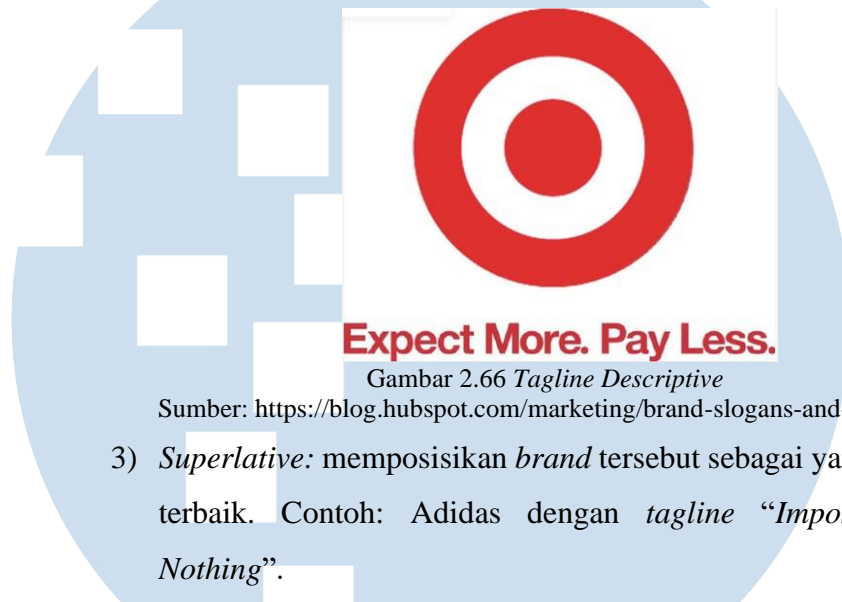 Expect More. Pay Less.
Gambar 2.66 Tagline Descriptive
Sumber: https://blog.hubspot.com/marketing/brand-slogans-and
3) Superlative: memposisikan brand tersebut sebagai
terbaik. Contoh: Adidas dengan tagline “
Nothing”.